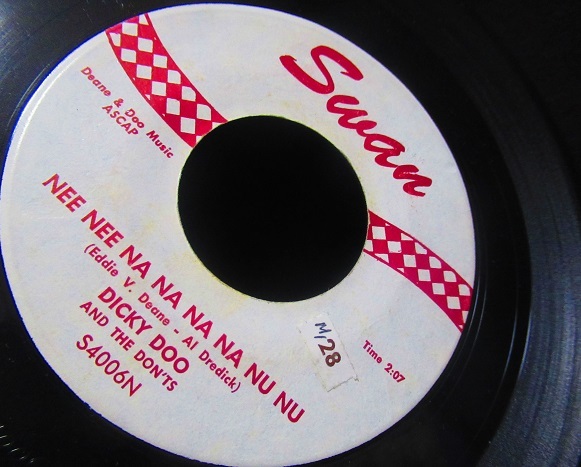 Swan
Deane & Doo Music
ASCAP
NEE NEE NA NA NA NA NU NU
(Eddie V. Deane - Al Dredick)
DICKY DOO
AND THE DON'TS
S4006N
M/28
Time 2:07